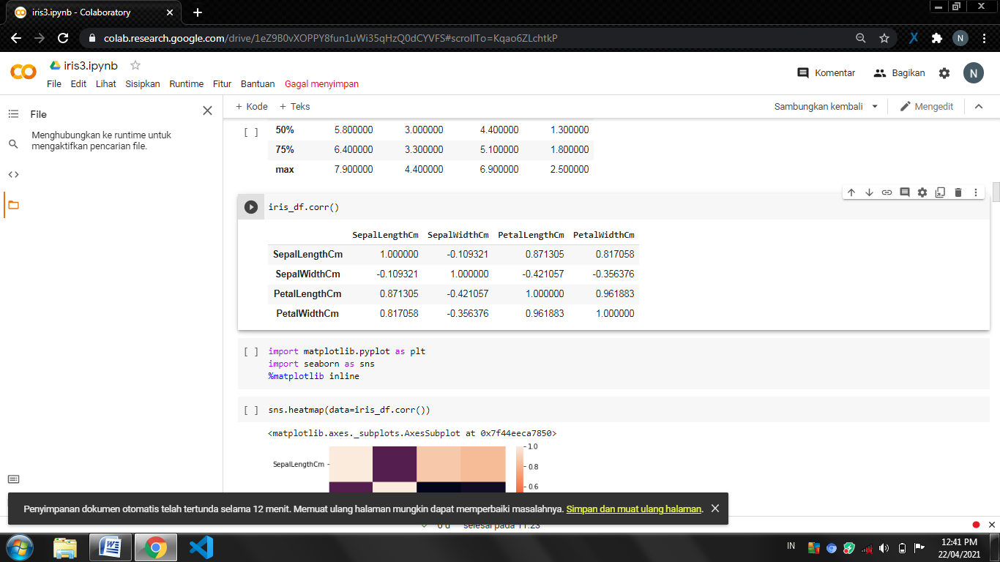 iris3.ipynb - Colaboratory
colab.research.google.com/drive/1eZ9B0vXOPPY8fun1uWi35qHzQ0dCYVFS#scrollTo=Kqao6ZLchtkP
N
iris3.ipynb
File Edit Lihat Sisipkan Runtime Fitur Bantuan Gagal menyimpan
Komentar Bagikan N
File
Menghubungkan ke runtime untuk
mengaktifkan pencarian file.
+ Kode + Teks Sambungkan kembali Mengedit
[ ] 50% 5.800000 3.000000 4.400000 1.300000
75% 6.400000 3.300000 5.100000 1.800000
max 7.900000 4.400000 6.900000 2.500000
iris_df.corr()
SepalLengthCm SepalWidthCm PetalLengthCm PetalWidthCm
SepalLengthCm 1.000000 -0.109321 0.871305 0.817058
SepalWidthCm -0.109321 1.000000 -0.421057 -0.356376
PetalLengthCm 0.871305 -0.421057 1.000000 0.961883
PetalWidthCm 0.817058 -0.356376 0.961883 1.000000
[ ] import matplotlib.pyplot as plt
import seaborn as sns
%matplotlib inline
[ ] sns.heatmap(data=iris_df.corr())
<matplotlib.axes._subplots.AxesSubplot at 0x7f44eeca7850>
SepalLengthCm
1.0
0.8
0.6
Penyimpanan dokumen otomatis telah tertunda selama 12 menit. Memuat ulang halaman mungkin dapat memperbaiki masalahnya. Simpan dan muat ulang halaman.
0 d selesai pada 11.23
IN
12:41 PM
22/04/2021